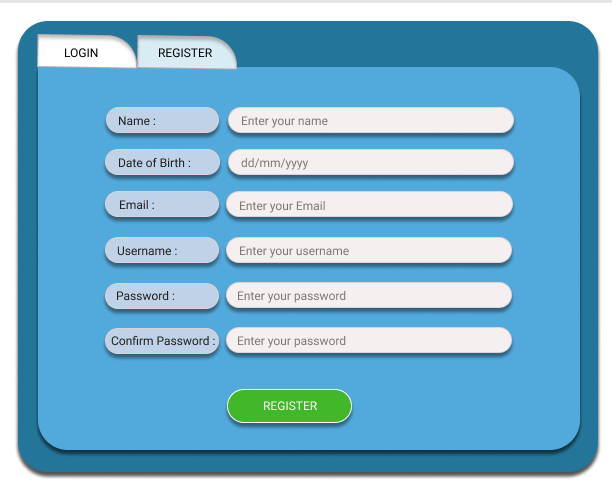 LOGIN
REGISTER
Name :
Enter your name
Date of Birth :
dd/mm/yyyy
Email :
Enter your Email
Username :
Enter your username
Password :
Enter your password
Confirm Password :
Enter your password
REGISTER